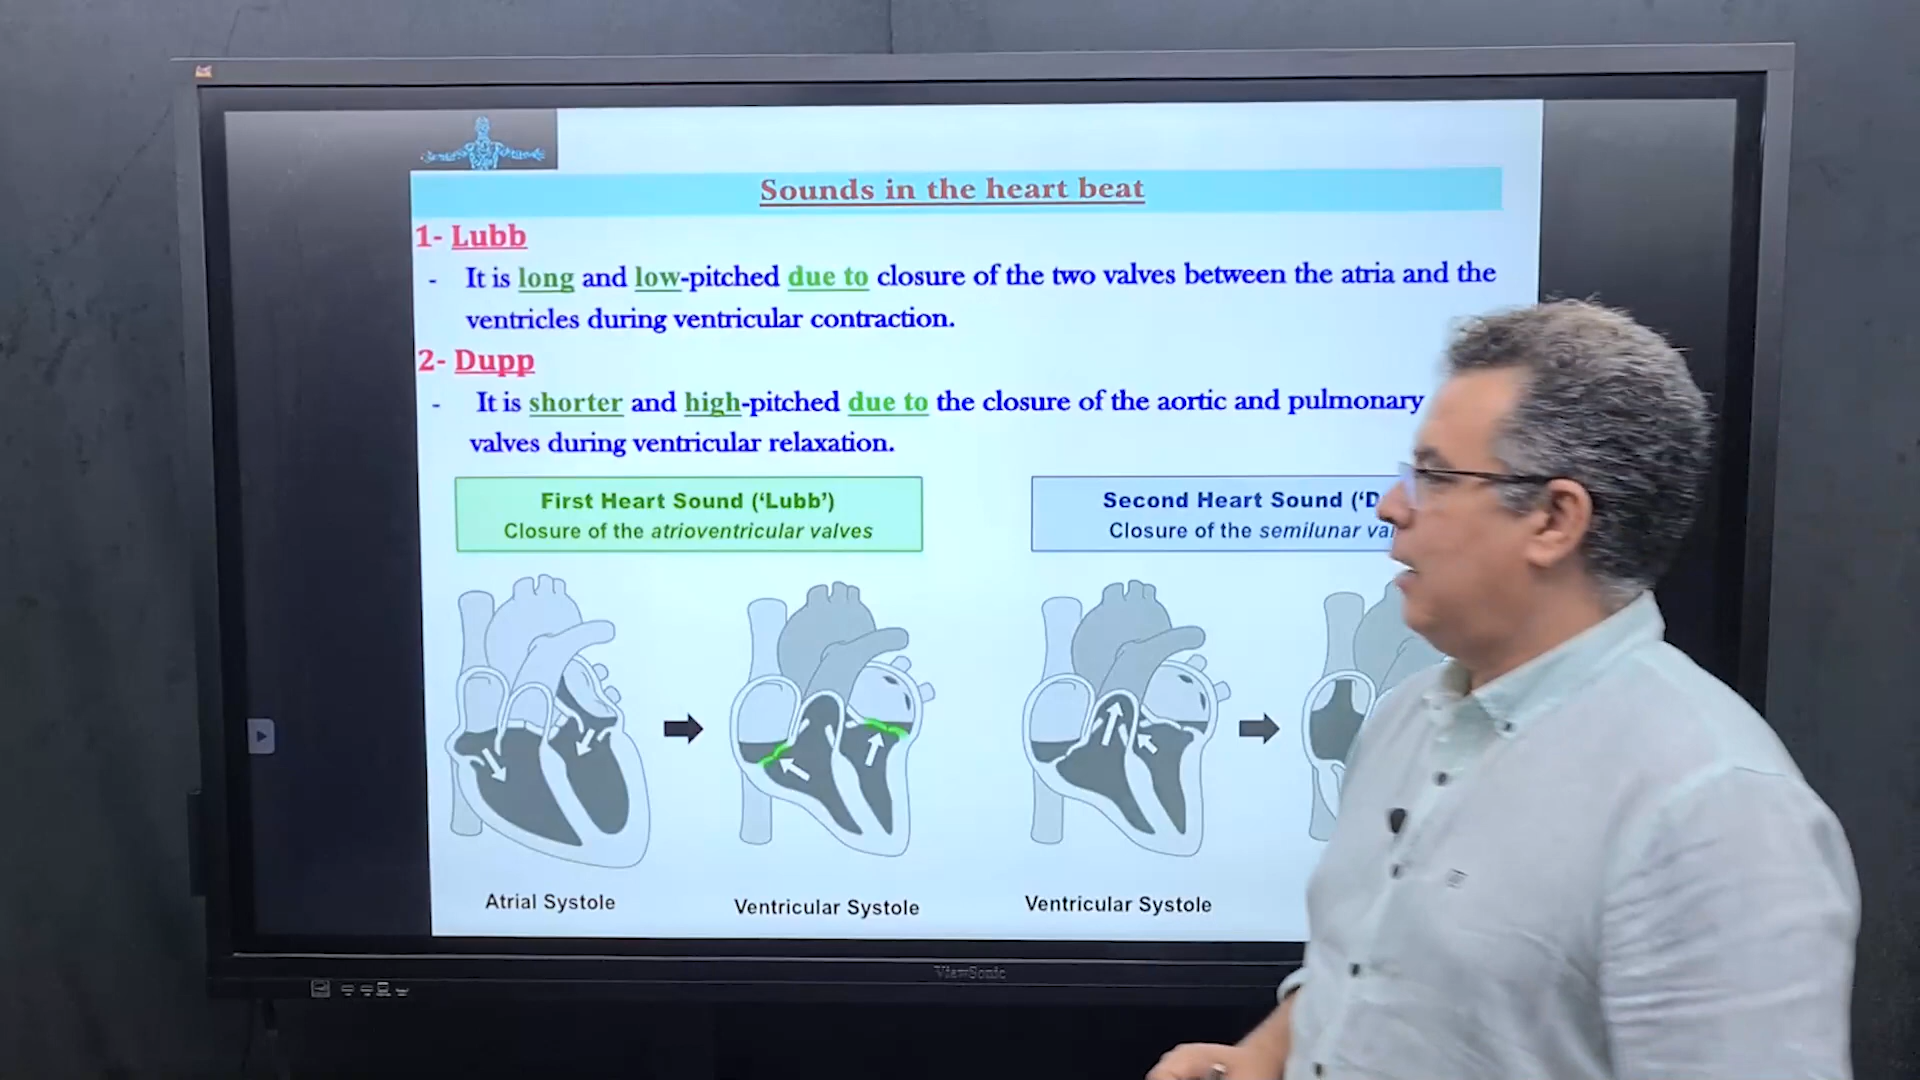 Sounds in the heart beat
1- Lubb
- It is long and low-pitched due to closure of the two valves between the atria and the
ventricles during ventricular contraction.
2- Dupp
- It is shorter and high-pitched due to the closure of the aortic and pulmonary
valves during ventricular relaxation.
First Heart Sound (‘Lubb’)
Closure of the atrioventricular valves
Second Heart Sound (‘D
Closure of the semilunar
Atrial Systole
Ventricular Systole
Ventricular Systole
ViewSonic